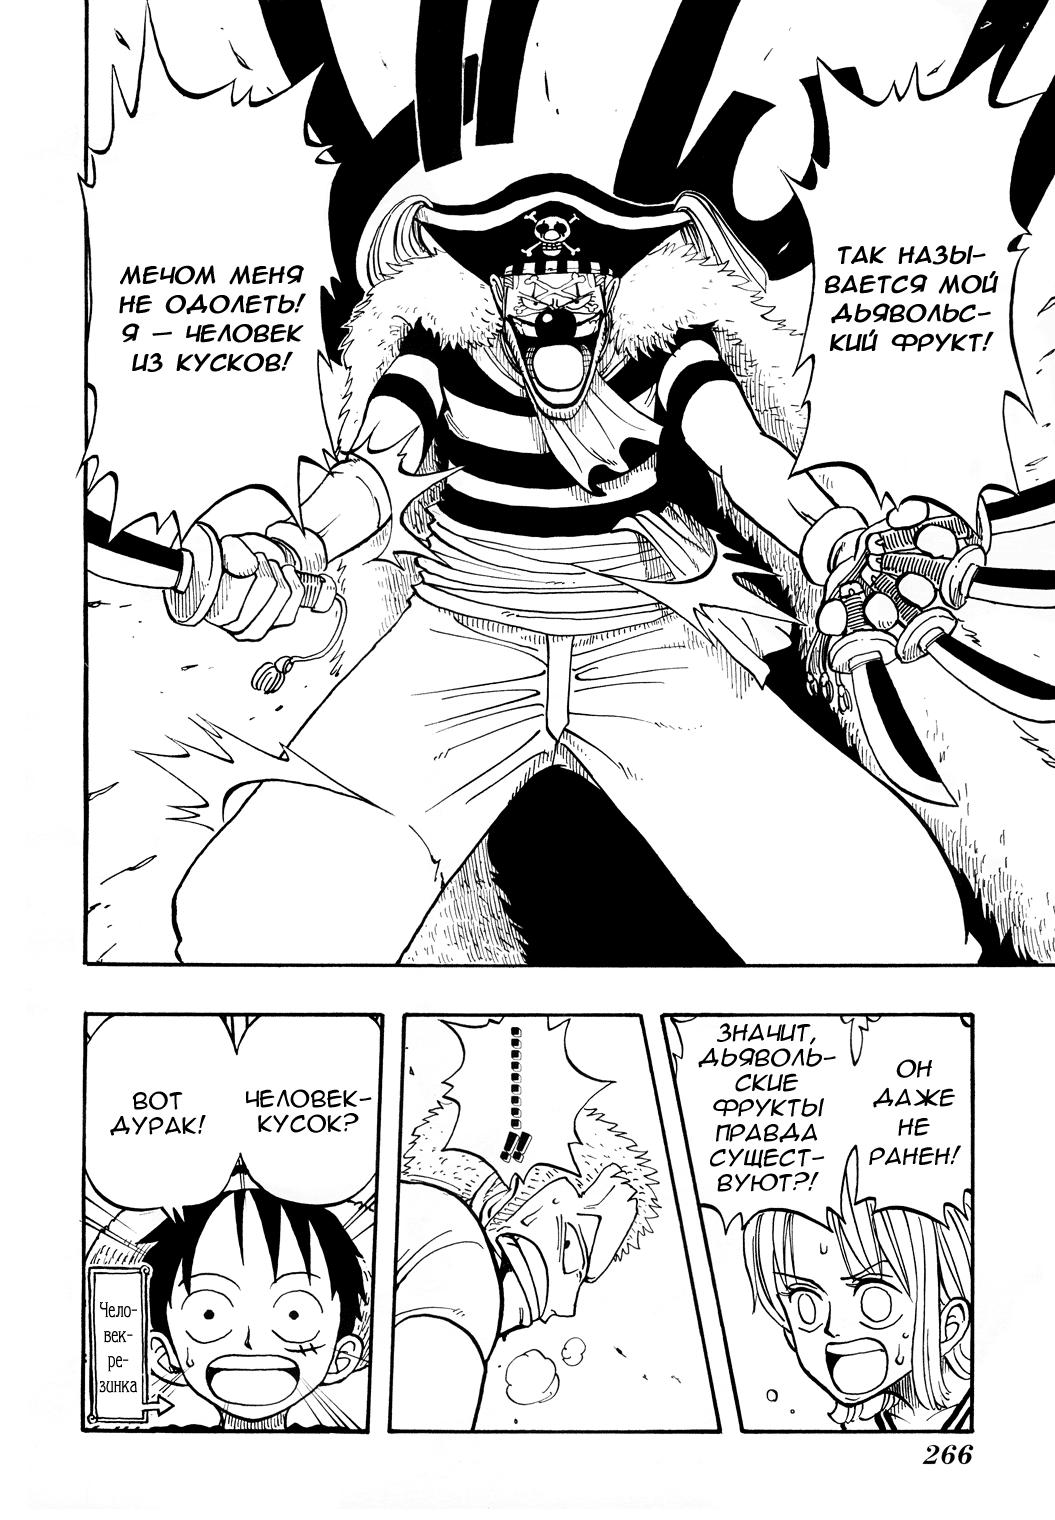 ТАК НАЗЫ-
ВАЕТСЯ МОЙ
ДЬЯВОЛЬС-
КИЙ ФРУКТ!
МЕЧОМ МЕНЯ
НЕ ОДОЛЕТЬ!
Я – ЧЕЛОВЕК
ИЗ КУСКОВ!
ОН
ДАЖЕ
НЕ
РАНЕН!
ЗНАЧИТ,
ДЬЯВОЛЬ-
СКИЕ
ФРУКТЫ
ПРАВДА
СУЩЕСТ-
ВУЮТ?!
.........!!
ЧЕЛОВЕК-
КУСОК?
ВОТ
ДУРАК!
Чело-
век-
ре-
зинка
266